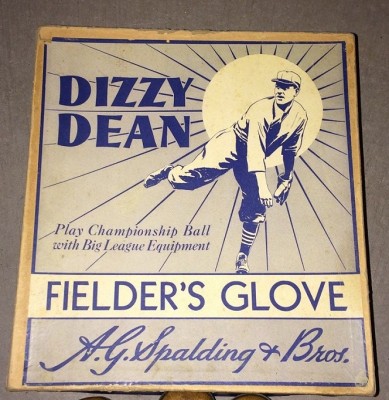 DIZZY
DEAN
Play Championship Ball
with Big League Equipment
FIELDER'S GLOVE
A.G. Spalding & Bros.